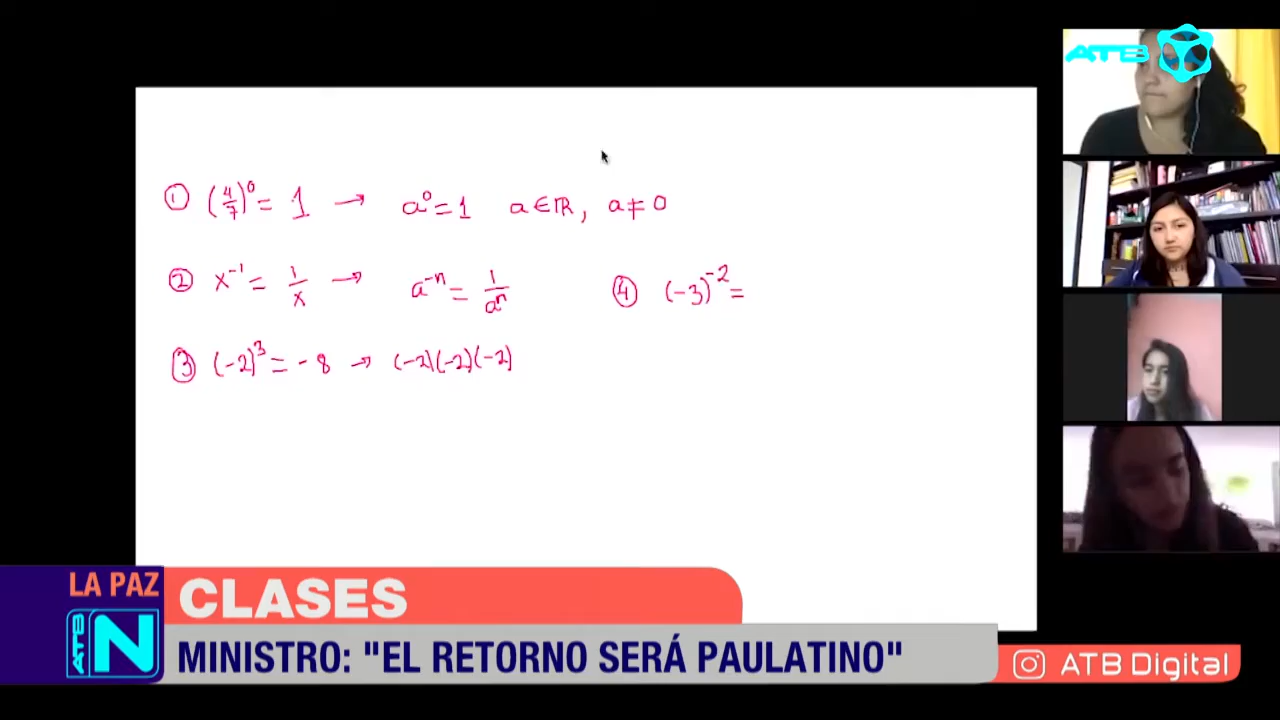 ATB
① (4/7)⁰ = 1 → a⁰ = 1 a ∈ ℝ, a ≠ 0
② x⁻¹ = 1/x → a⁻ⁿ = 1/aⁿ
④ (-3)⁻² =
③ (-2)³ = -8 → (-2)(-2)(-2)
LA PAZ
CLASES
ATB N
MINISTRO: "EL RETORNO SERÁ PAULATINO"
ATB Digital